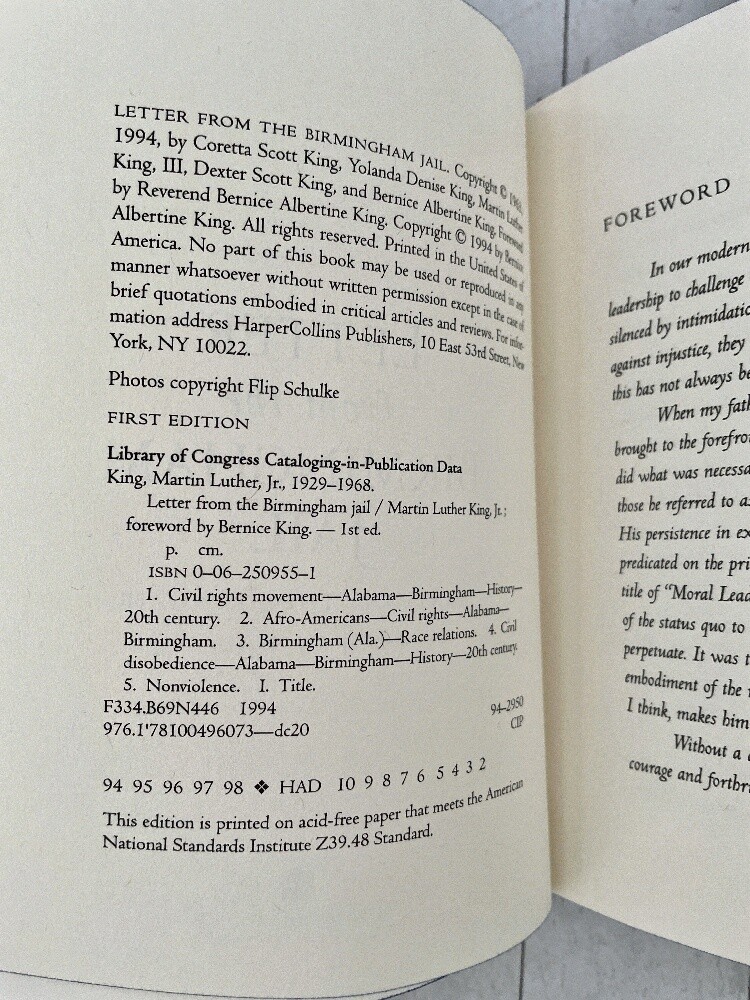 LETTER FROM THE BIRMINGHAM JAIL. Copyright © 1963,
1994, by Coretta Scott King, Yolanda Denise King, Martin Luther
King, III, Dexter Scott King, and Bernice Albertine King. Foreword
by Reverend Bernice Albertine King. Copyright © 1994 by Bernice
Albertine King. All rights reserved. Printed in the United States of
America. No part of this book may be used or reproduced in any
manner whatsoever without written permission except in the case of
brief quotations embodied in critical articles and reviews. For infor-
mation address HarperCollins Publishers, 10 East 53rd Street, New
York, NY 10022.
Photos copyright Flip Schulke
FIRST EDITION
Library of Congress Cataloging-in-Publication Data
King, Martin Luther, Jr., 1929–1968.
Letter from the Birmingham jail / Martin Luther King, Jr. ;
foreword by Bernice King. — 1st ed.
p. cm.
ISBN 0–06–250955–1
1. Civil rights movement—Alabama—Birmingham—History—
20th century. 2. Afro-Americans—Civil rights—Alabama—
Birmingham. 3. Birmingham (Ala.)—Race relations. 4. Civil
disobedience—Alabama—Birmingham—History—20th century.
5. Nonviolence. I. Title.
F334.B69N446 1994 94–2950
976.1'78100496073—dc20 CIP
94 95 96 97 98 ❖ HAD 10 9 8 7 6 5 4 3 2
This edition is printed on acid-free paper that meets the American
National Standards Institute Z39.48 Standard.
FOREWORD
In our modern
leadership to challenge
silenced by
against injustice, they
this has not always
When my
brought to the
did what was
those he referred to
His persistence in
predicated on the
title of "Moral
of the status quo to
perpetuate. It was
embodiment of the
I think, makes him
Without a
courage and